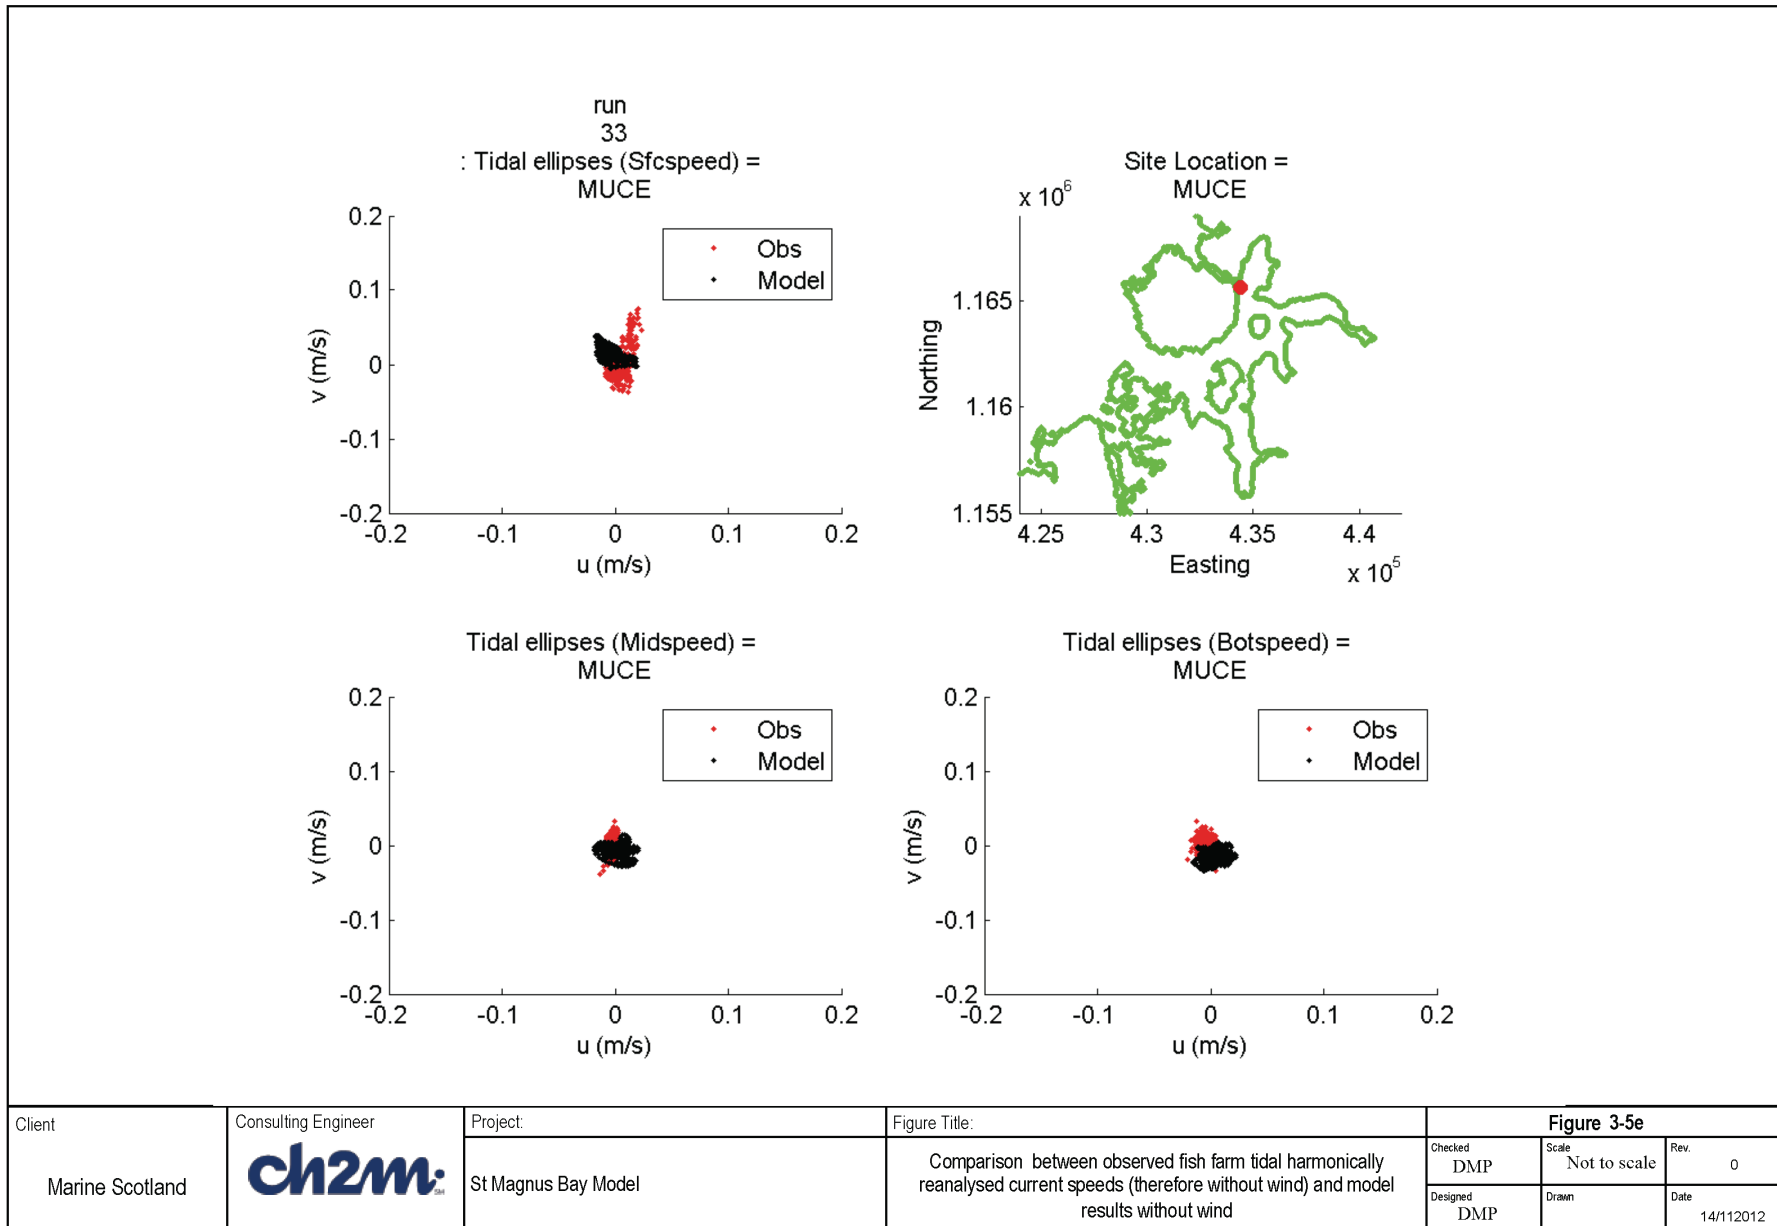 run
33
: Tidal ellipses (Sfcspeed) =
MUCE
0.2
0.1
0
-0.1
-0.2
v (m/s)
-0.2 -0.1 0 0.1 0.2
u (m/s)
Obs
Model
Site Location =
MUCE
x 10^6
1.165
1.16
1.155
Northing
4.25 4.3 4.35 4.4
Easting
x 10^5
Tidal ellipses (Midspeed) =
MUCE
0.2
0.1
0
-0.1
-0.2
v (m/s)
-0.2 -0.1 0 0.1 0.2
u (m/s)
Obs
Model
Tidal ellipses (Botspeed) =
MUCE
0.2
0.1
0
-0.1
-0.2
v (m/s)
-0.2 -0.1 0 0.1 0.2
u (m/s)
Obs
Model
Client
Marine Scotland
Consulting Engineer
ch2m: SM
Project:
St Magnus Bay Model
Figure Title:
Comparison between observed fish farm tidal harmonically
reanalysed current speeds (therefore without wind) and model
results without wind
Figure 3-5e
Checked
DMP
Scale
Not to scale
Rev.
0
Designed
DMP
Drawn
Date
14/112012